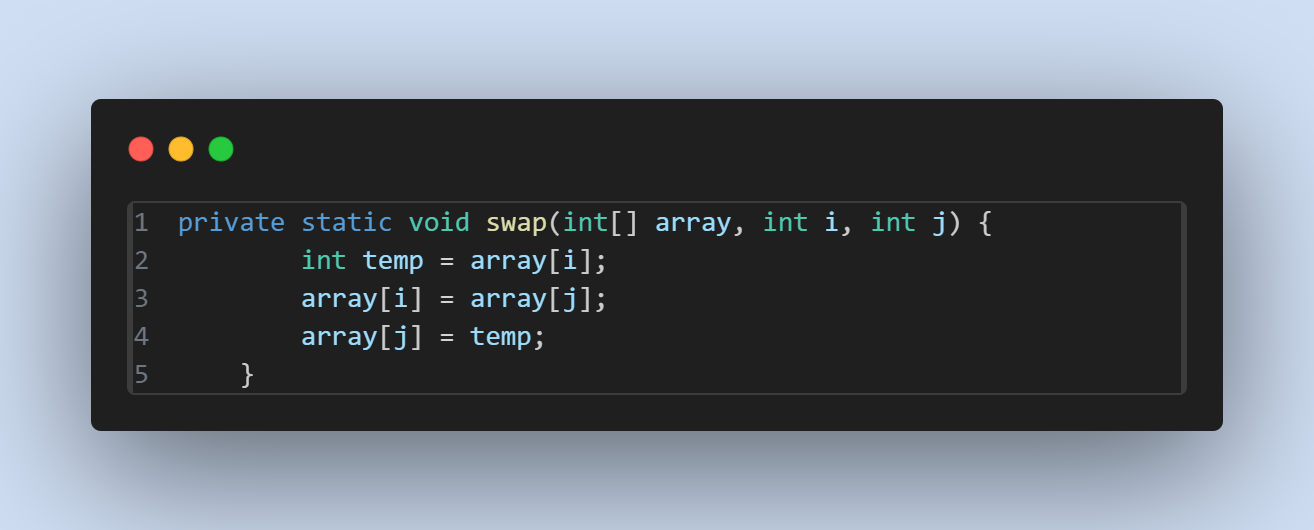 1 private static void swap(int[] array, int i, int j) {
2         int temp = array[i];
3         array[i] = array[j];
4         array[j] = temp;
5     }